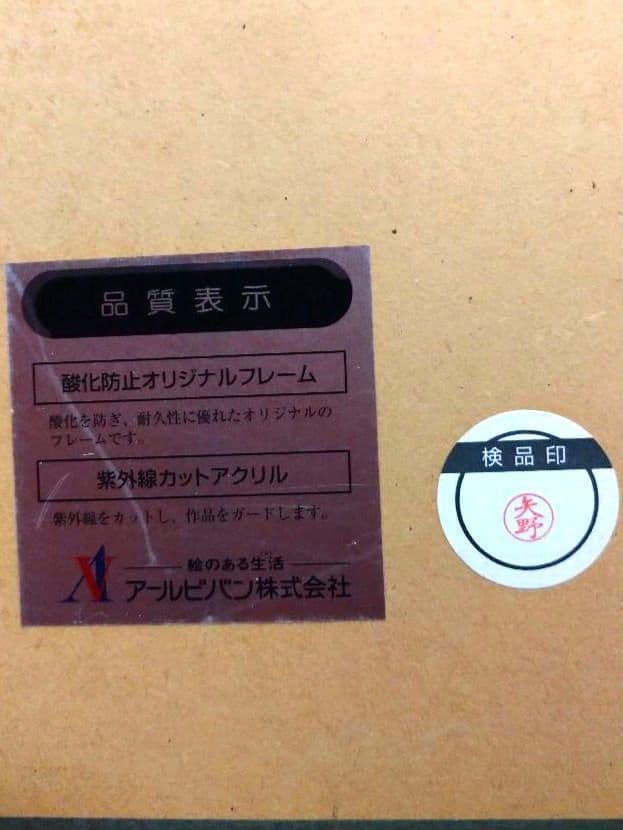 品質表示
酸化防止オリジナルフレーム
酸化を防ぎ、耐久性に優れたオリジナルの
フレームです。
紫外線カットアクリル
紫外線をカットし、作品をガードします。
絵のある生活
アールビバン株式会社
検品印
矢野